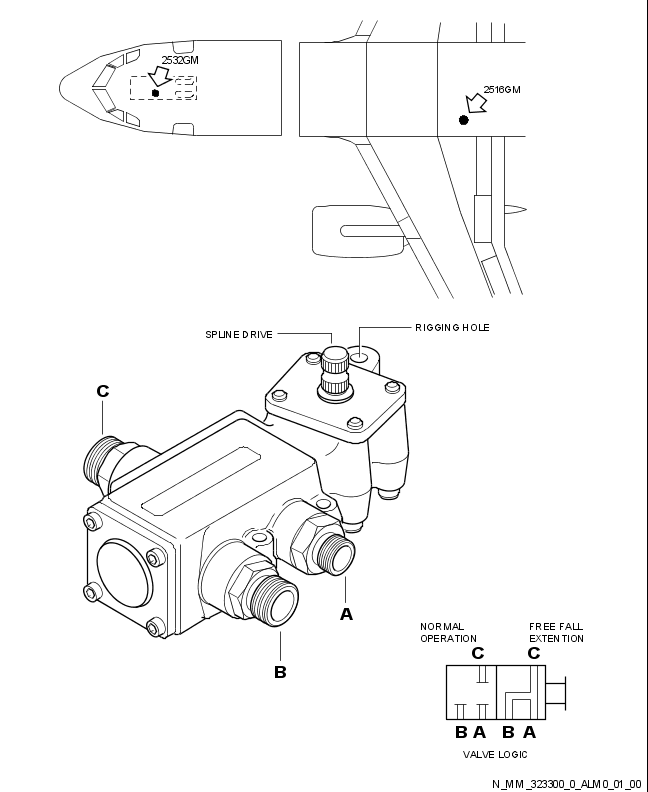 2532GM
2516GM
SPLINE DRIVE
RIGGING HOLE
C
A
B
NORMAL
OPERATION
FREE FALL
EXTENTION
C C
B A B A
VALVE LOGIC
N_MM_323300_0_ALM0_01_00